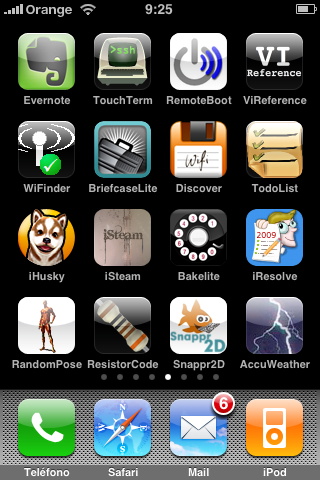 Orange 9:25
>ssh
VI
Reference
Evernote TouchTerm RemoteBoot ViReference
Wifi
WiFinder BriefcaseLite Discover TodoList
iSteam
2009
iHusky iSteam Bakelite iResolve
Snappr
2D
RandomPose ResistorCode Snappr2D AccuWeather
6
Teléfono Safari Mail iPod